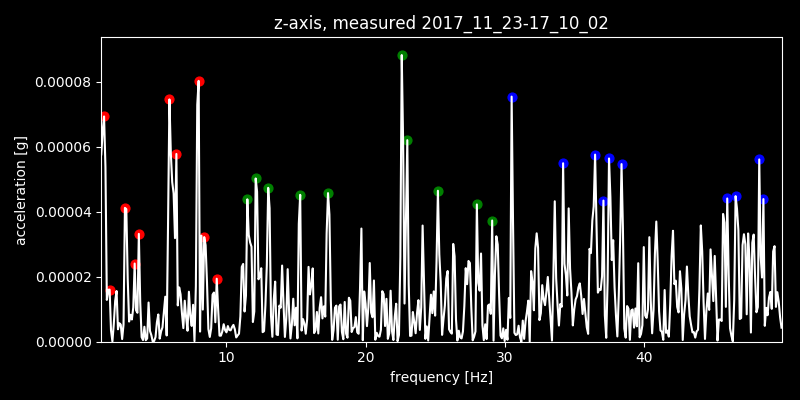 z-axis, measured 2017_11_23-17_10_02
0.00008
0.00006
0.00004
0.00002
0.00000
acceleration [g]
10 20 30 40
frequency [Hz]